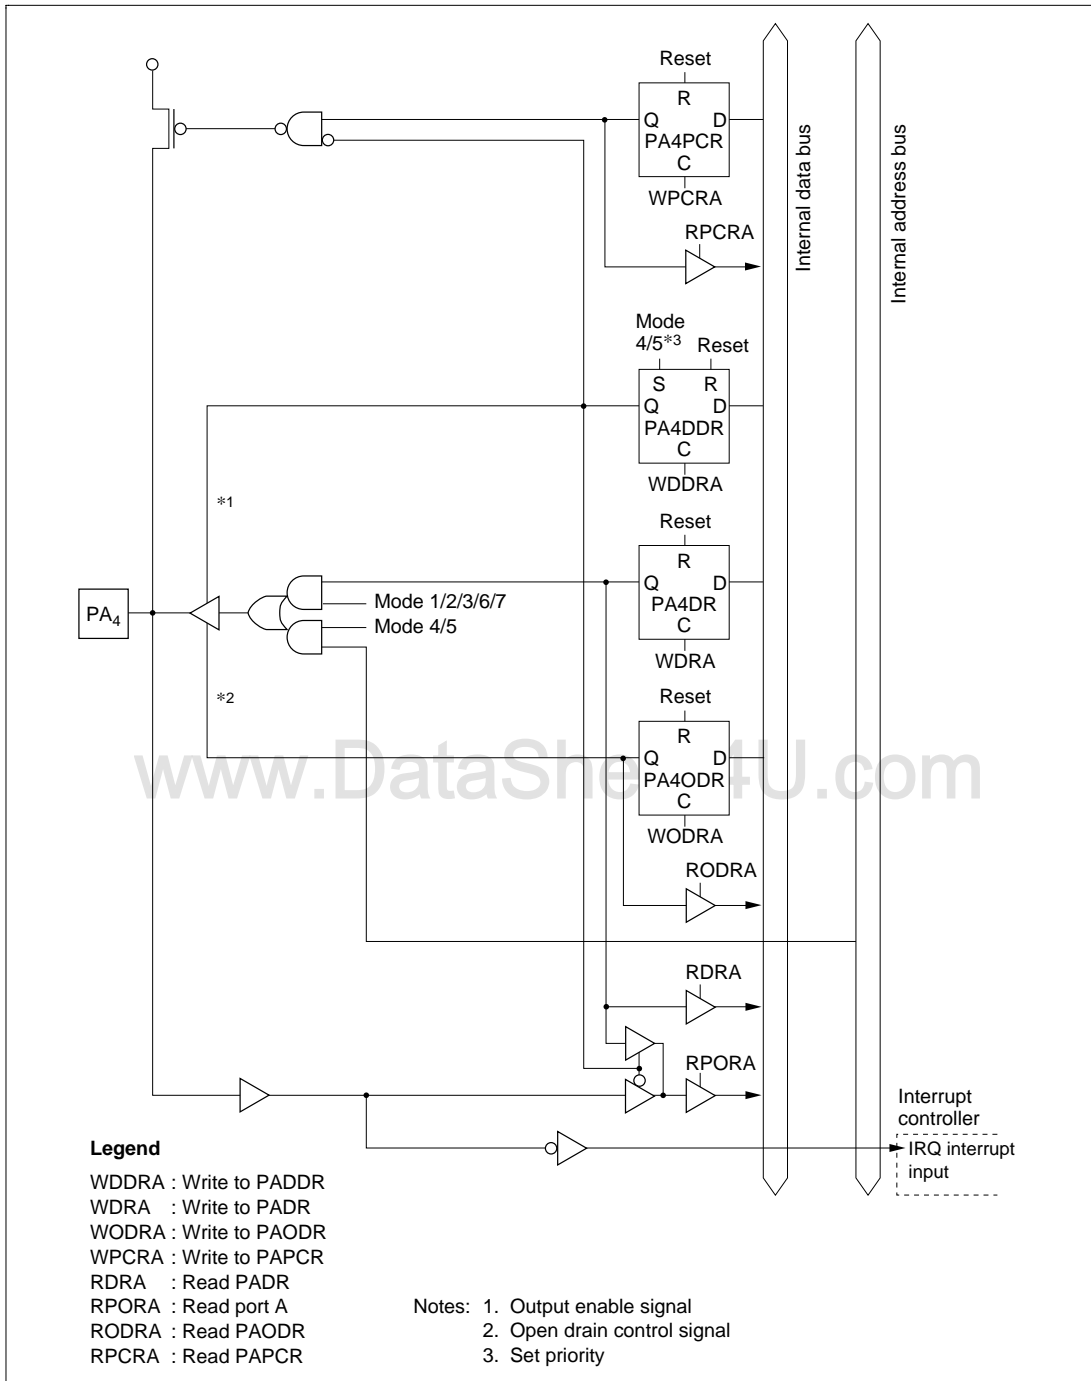 Reset
R
Q D
PA4PCR
C
WPCRA
RPCRA
Internal data bus
Internal address bus
Mode
4/5*3 Reset
S R
Q D
PA4DDR
C
WDDRA
*1
Reset
R
Q D
PA4DR
C
WDRA
Mode 1/2/3/6/7
Mode 4/5
PA4
*2
Reset
R
Q D
PA4ODR
C
WODRA
www.DataShe 4U.com
RODRA
RDRA
RPORA
Interrupt
controller
IRQ interrupt
input
Legend
WDDRA : Write to PADDR
WDRA : Write to PADR
WODRA : Write to PAODR
WPCRA : Write to PAPCR
RDRA : Read PADR
RPORA : Read port A
RODRA : Read PAODR
RPCRA : Read PAPCR
Notes: 1. Output enable signal
2. Open drain control signal
3. Set priority